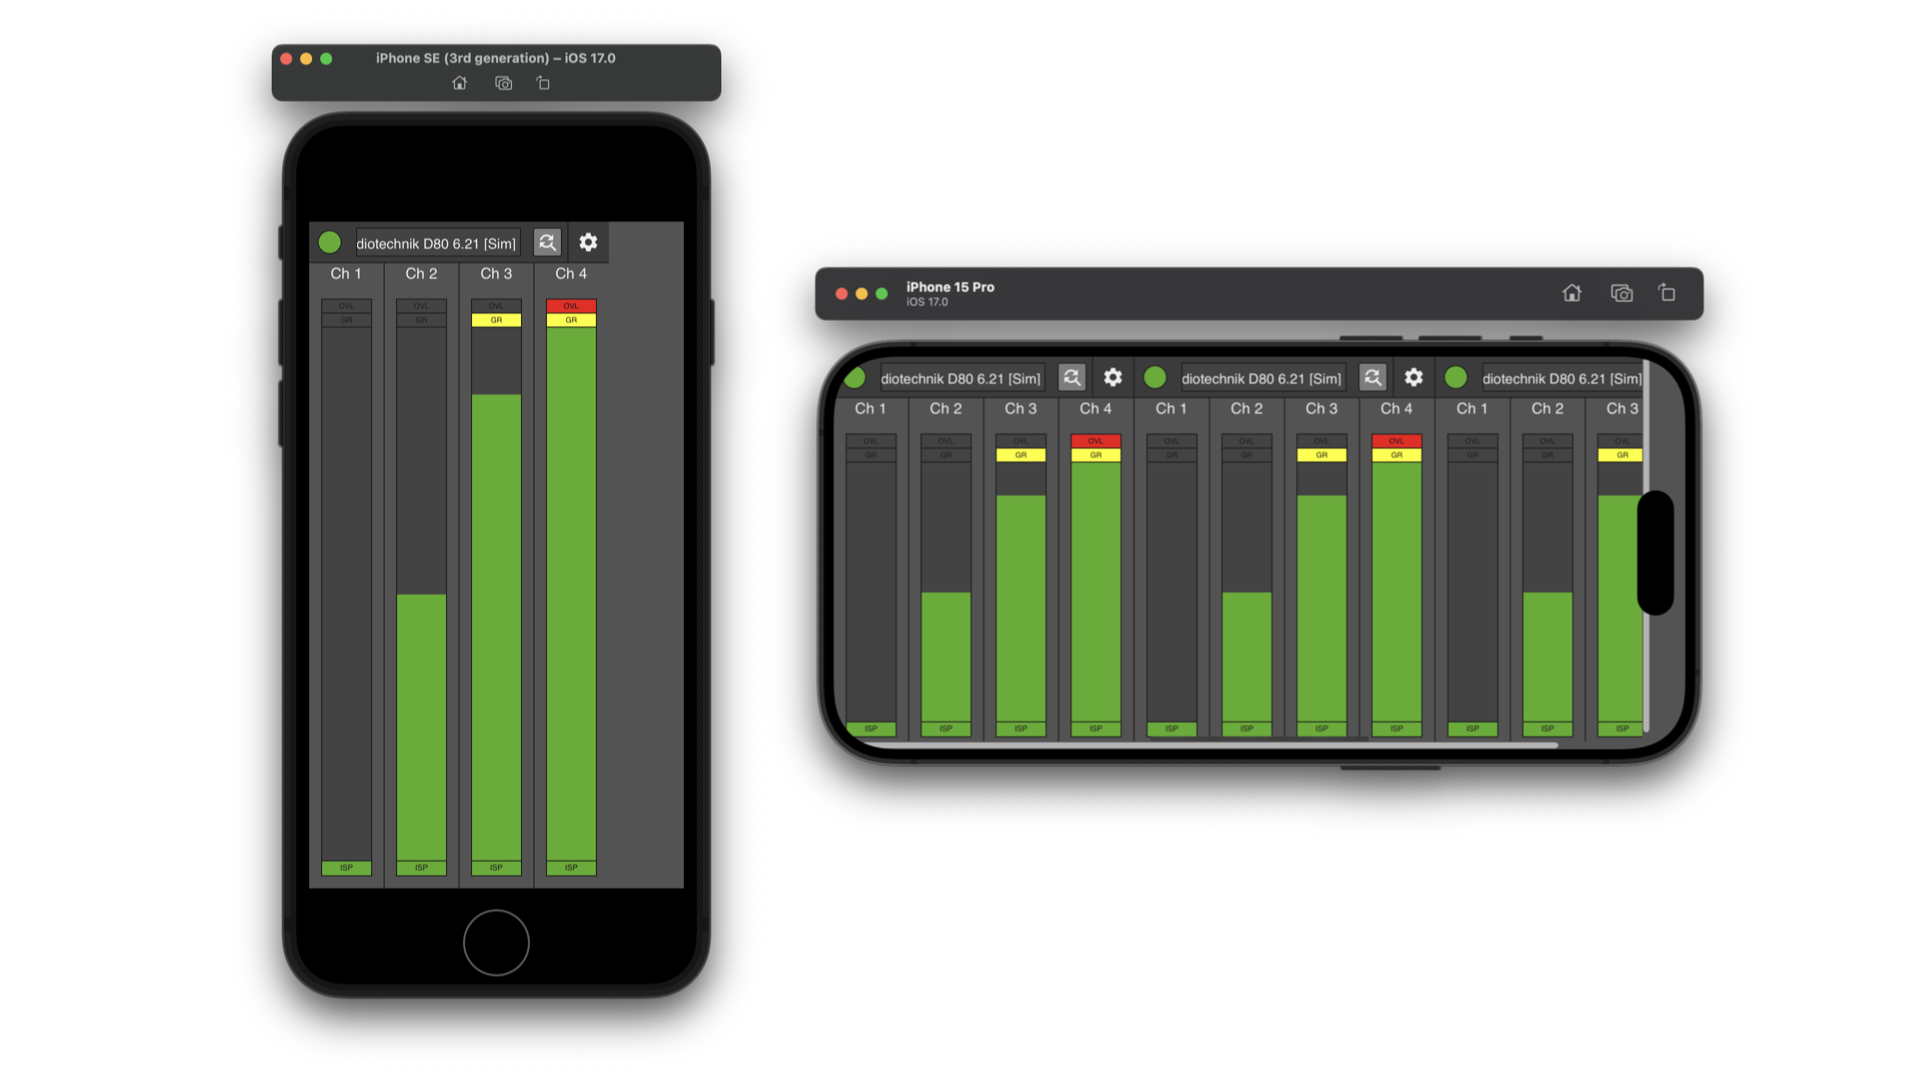 iPhone SE (3rd generation) – iOS 17.0
diotechnik D80 6.21 [Sim]
Ch 1 Ch 2 Ch 3 Ch 4
OVL OVL OVL OVL
GR GR GR GR
ISP ISP ISP ISP
iPhone 15 Pro
iOS 17.0
diotechnik D80 6.21 [Sim] diotechnik D80 6.21 [Sim] diotechnik D80 6.21 [Sim]
Ch 1 Ch 2 Ch 3 Ch 4 Ch 1 Ch 2 Ch 3 Ch 4 Ch 1 Ch 2 Ch 3
OVL OVL OVL OVL OVL OVL OVL OVL OVL OVL OVL
GR GR GR GR GR GR GR GR GR GR GR
ISP ISP ISP ISP ISP ISP ISP ISP ISP ISP ISP